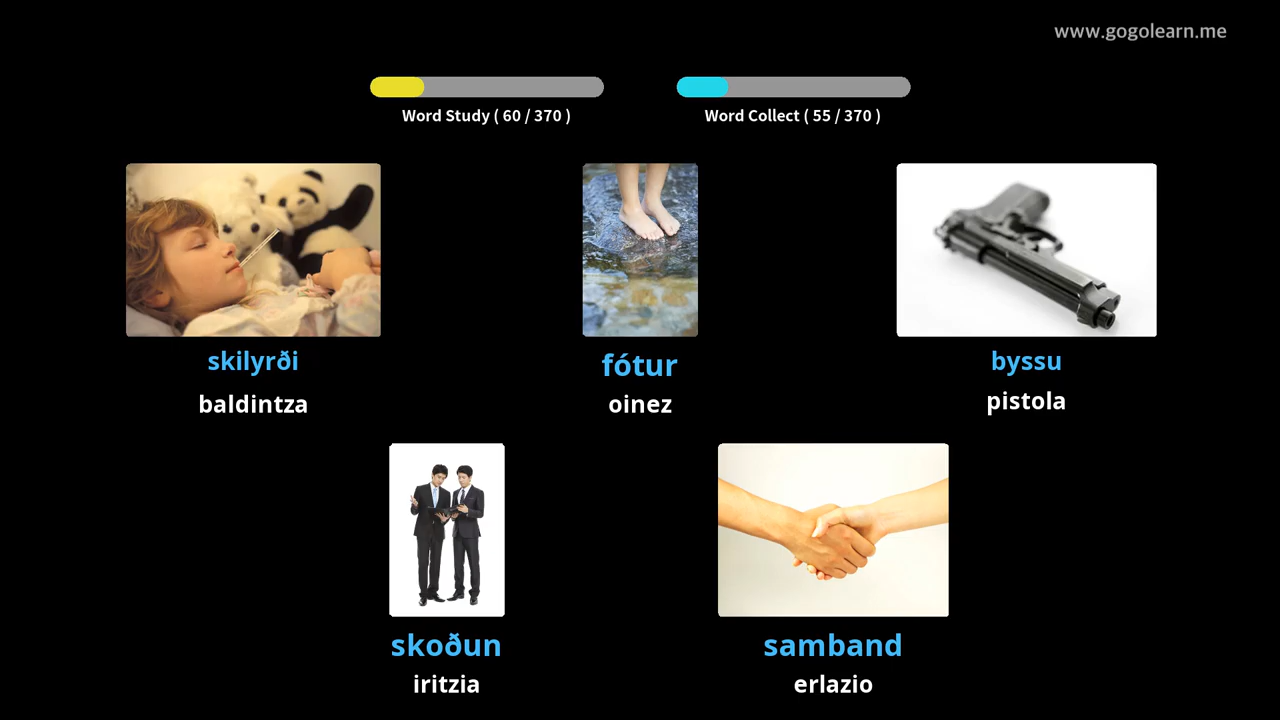 www.gogolearn.me
Word Study ( 60 / 370 )
Word Collect ( 55 / 370 )
skilyrði
baldintza
fótur
oinez
byssu
pistola
skoðun
iritzia
samband
erlazio